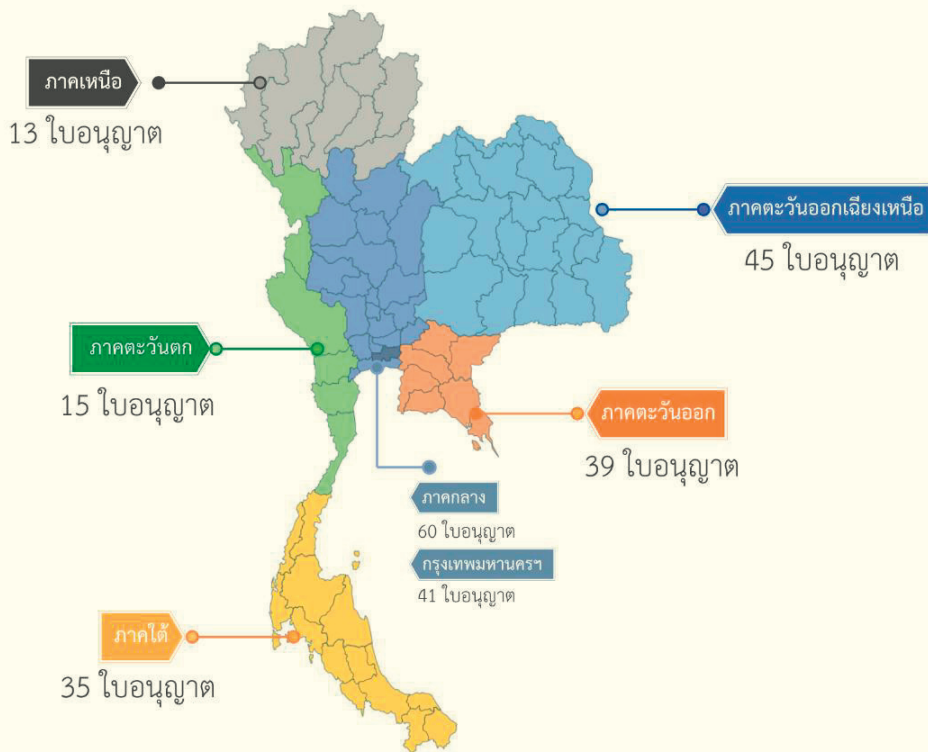 ภาคเหนือ
13 ใบอนุญาต
ภาคตะวันออกเฉียงเหนือ
45 ใบอนุญาต
ภาคตะวันตก
15 ใบอนุญาต
ภาคตะวันออก
39 ใบอนุญาต
ภาคกลาง
60 ใบอนุญาต
กรุงเทพมหานครฯ
41 ใบอนุญาต
ภาคใต้
35 ใบอนุญาต